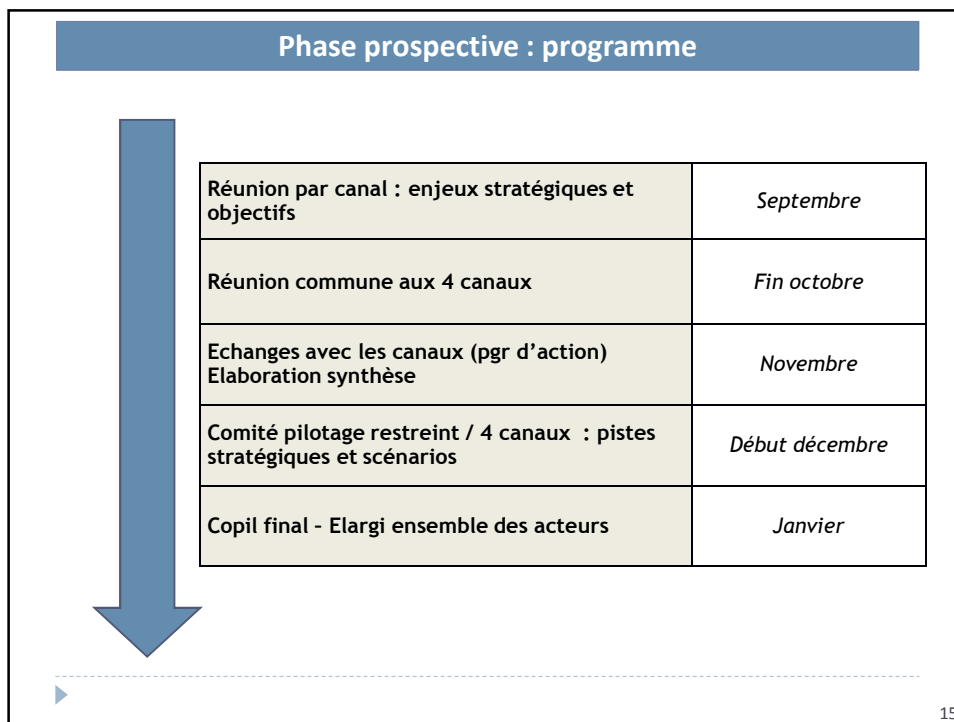 Phase prospective : programme
Réunion par canal : enjeux stratégiques et
objectifs
Septembre
Réunion commune aux 4 canaux
Fin octobre
Echanges avec les canaux (pgr d’action)
Elaboration synthèse
Novembre
Comité pilotage restreint / 4 canaux  : pistes
stratégiques et scénarios
Début décembre
Copil final – Elargi ensemble des acteurs
Janvier
15